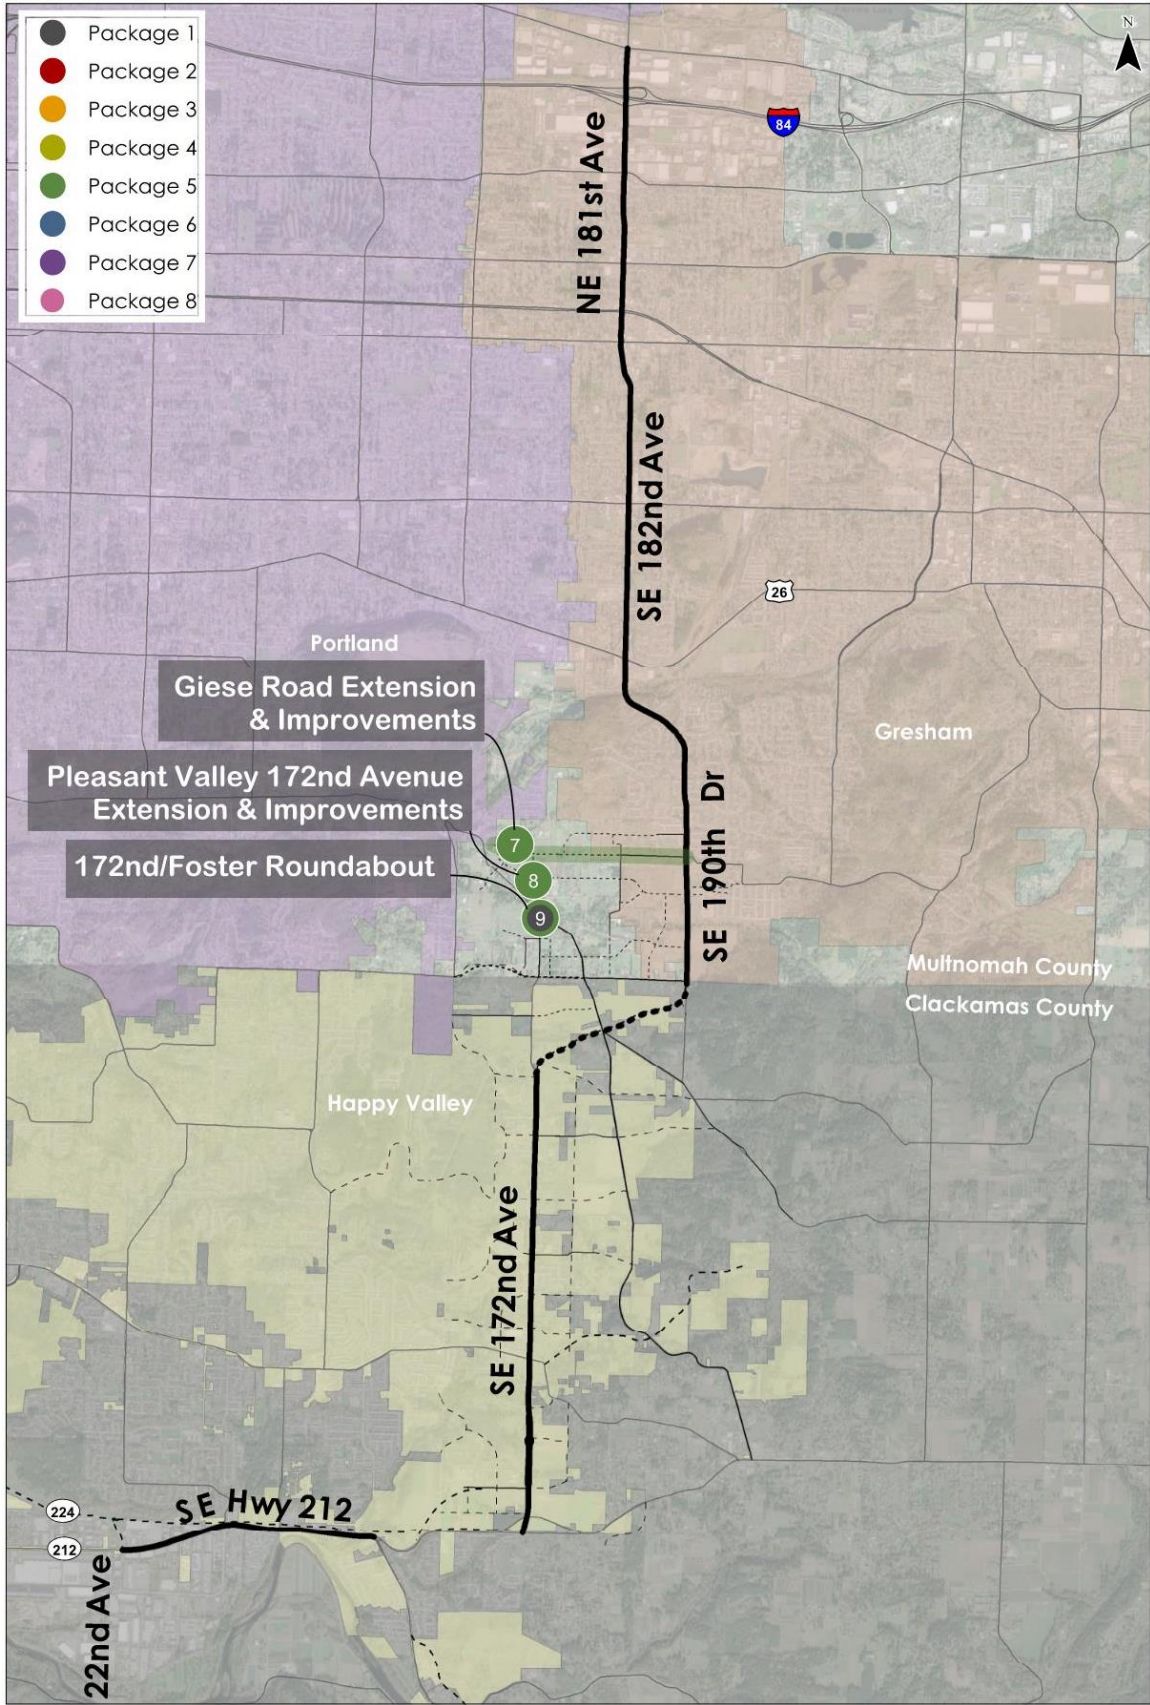 Package 1
Package 2
Package 3
Package 4
Package 5
Package 6
Package 7
Package 8
N
84
NE 181st Ave
SE 182nd Ave
26
Portland
Giese Road Extension
& Improvements
Gresham
Pleasant Valley 172nd Avenue
Extension & Improvements
172nd/Foster Roundabout
7
8
9
SE 190th Dr
Multnomah County
Clackamas County
Happy Valley
SE 172nd Ave
SE Hwy 212
224
212
22nd Ave